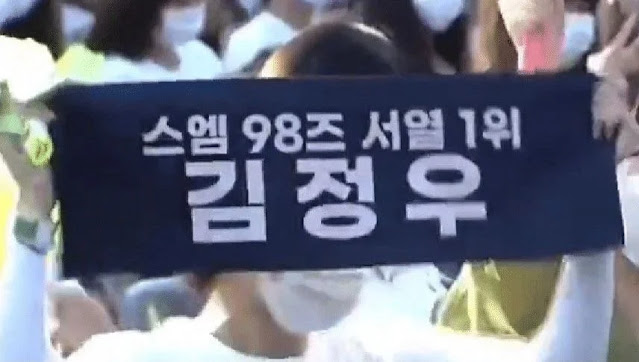 스엠 98즈 서열 1위
김정우